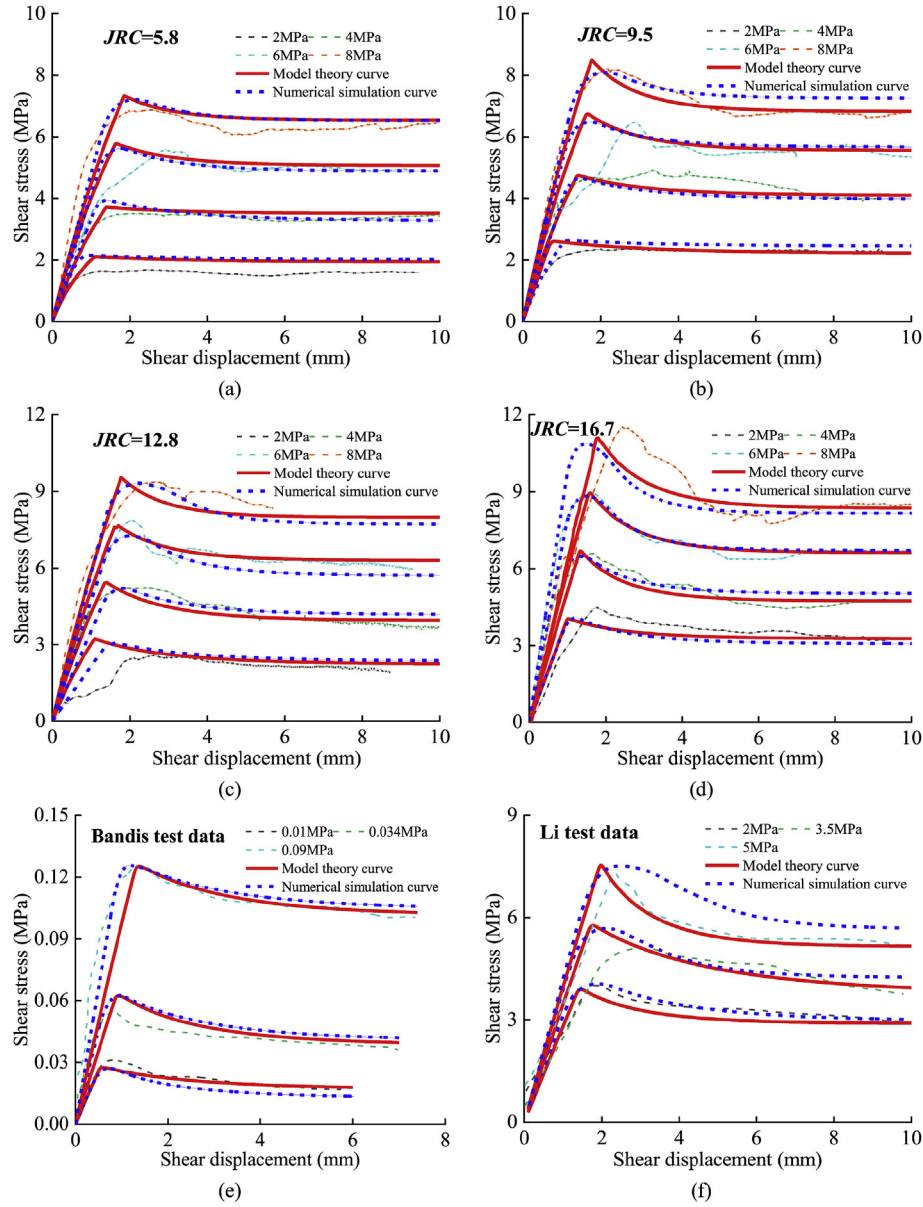 JRC=5.8
2MPa 4MPa
6MPa 8MPa
Model theory curve
Numerical simulation curve
Shear stress (MPa)
10
8
6
4
2
0
0 2 4 6 8 10
Shear displacement (mm)
(a)
JRC=9.5
2MPa 4MPa
6MPa 8MPa
Model theory curve
Numerical simulation curve
Shear stress (MPa)
10
8
6
4
2
0
0 2 4 6 8 10
Shear displacement (mm)
(b)
JRC=12.8
2MPa 4MPa
6MPa 8MPa
Model theory curve
Numerical simulation curve
Shear stress (MPa)
12
9
6
3
0
0 2 4 6 8 10
Shear displacement (mm)
(c)
JRC=16.7
2MPa 4MPa
6MPa 8MPa
Model theory curve
Numerical simulation curve
Shear stress (MPa)
12
9
6
3
0
0 2 4 6 8 10
Shear displacement (mm)
(d)
Bandis test data
0.01MPa 0.034MPa
0.09MPa
Model theory curve
Numerical simulation curve
Shear stress (MPa)
0.15
0.12
0.09
0.06
0.03
0.00
0 2 4 6 8
Shear displacement (mm)
(e)
Li test data
2MPa 3.5MPa
5MPa
Model theory curve
Numerical simulation curve
Shear stress (MPa)
9
6
3
0
0 2 4 6 8 10
Shear displacement (mm)
(f)